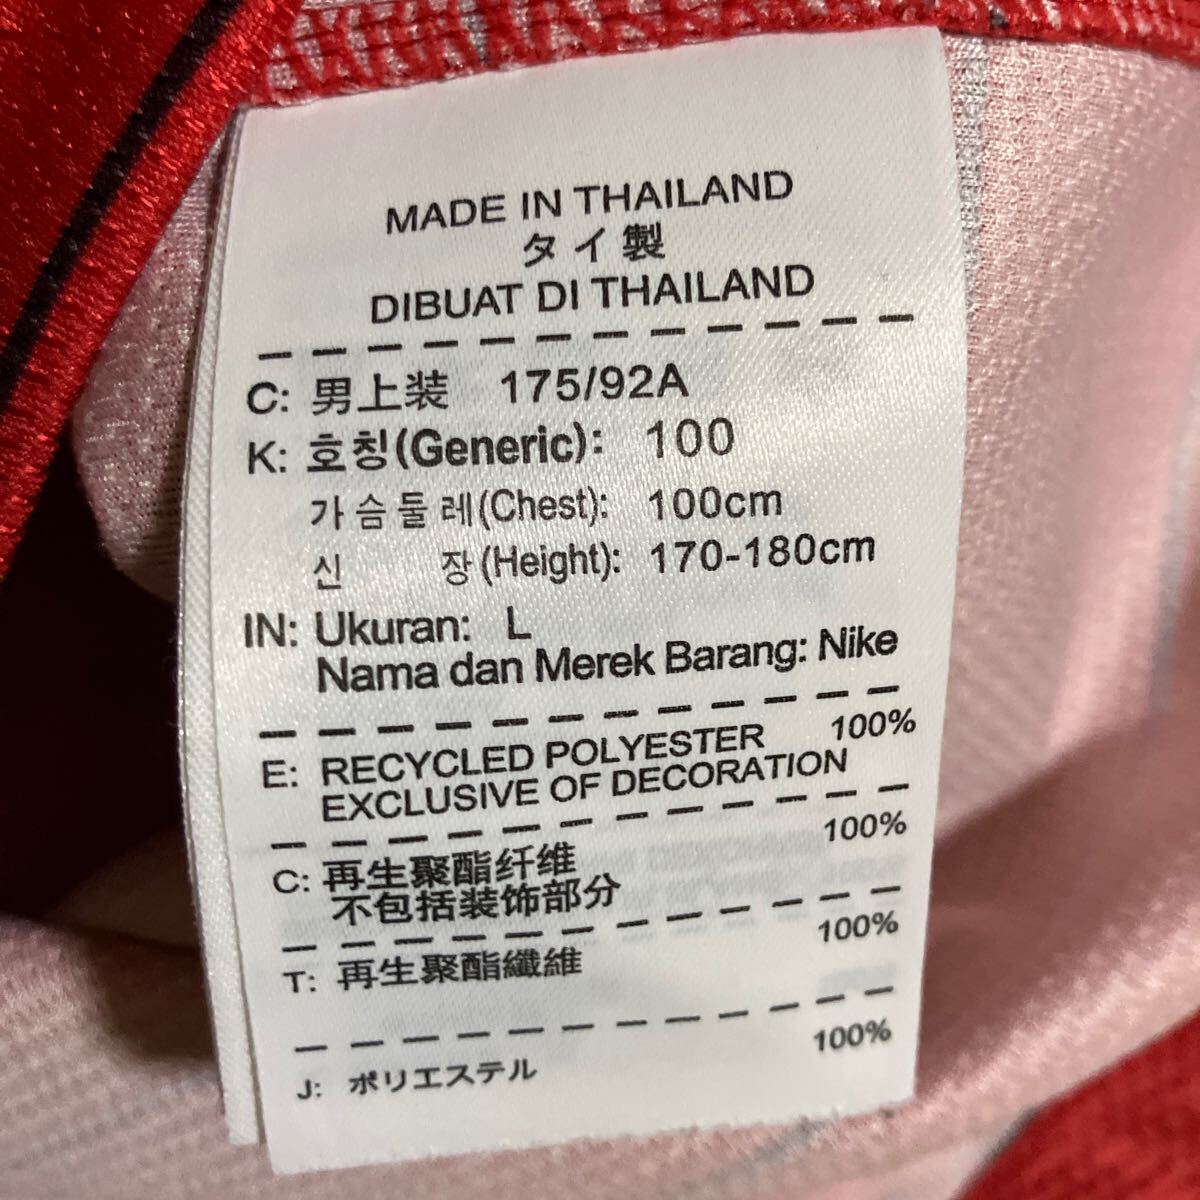 MADE IN THAILAND
タイ製
DIBUAT DI THAILAND
C: 男上装 175/92A
K: 호칭(Generic): 100
가슴둘레(Chest): 100cm
신 장(Height): 170-180cm
IN: Ukuran: L
Nama dan Merek Barang: Nike
E: RECYCLED POLYESTER 100%
EXCLUSIVE OF DECORATION
C: 再生聚酯纤维 100%
不包括装饰部分
T: 再生聚酯纖維 100%
J: ポリエステル 100%